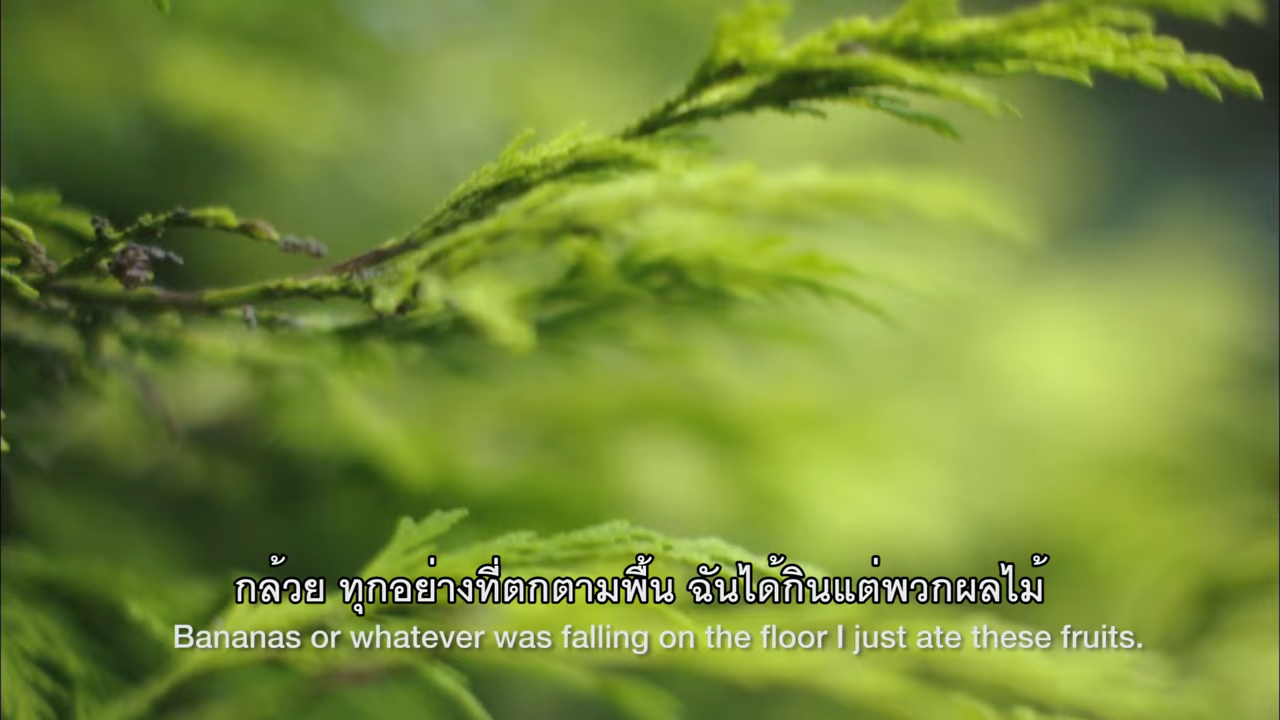 กล้วย ทุกอย่างที่ตกตามพื้น ฉันได้กินแต่พวกผลไม้
Bananas or whatever was falling on the floor I just ate these fruits.